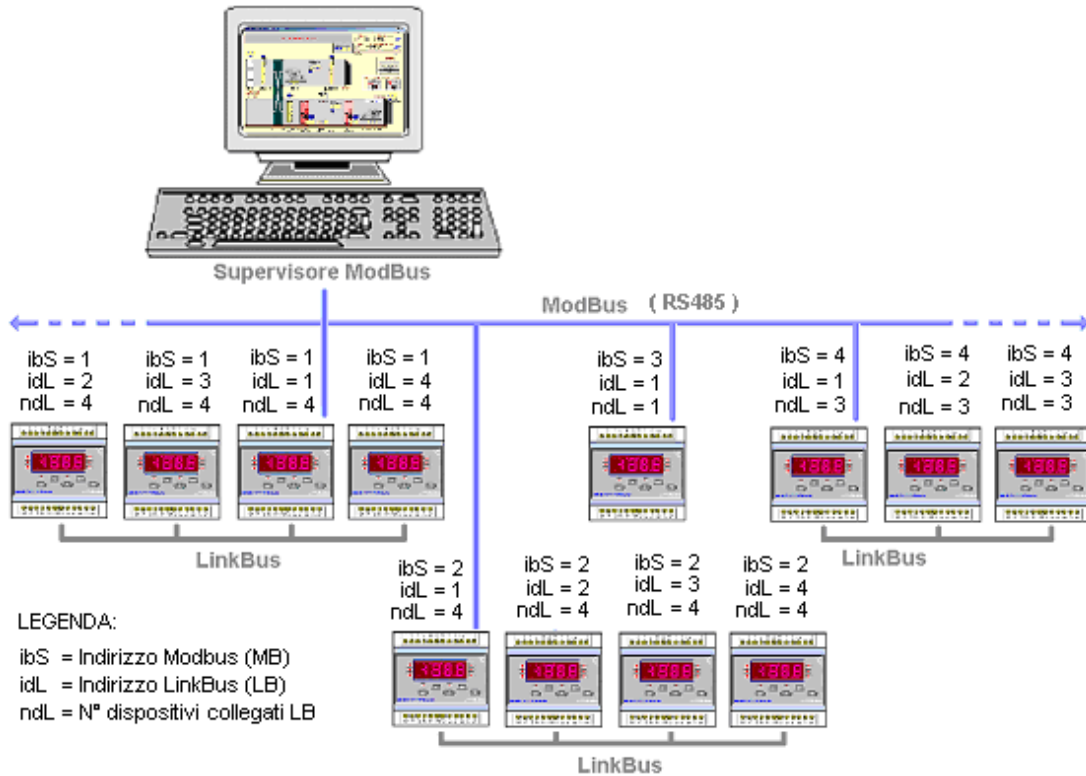 Supervisore ModBus
ModBus ( RS485 )
ibS = 1
idL = 2
ndL = 4
ibS = 1
idL = 3
ndL = 4
ibS = 1
idL = 1
ndL = 4
ibS = 1
idL = 4
ndL = 4
ibS = 3
idL = 1
ndL = 1
ibS = 4
idL = 1
ndL = 3
ibS = 4
idL = 2
ndL = 3
ibS = 4
idL = 3
ndL = 3
LinkBus
LinkBus
ibS = 2
idL = 1
ndL = 4
ibS = 2
idL = 2
ndL = 4
ibS = 2
idL = 3
ndL = 4
ibS = 2
idL = 4
ndL = 4
LinkBus
LEGENDA:
ibS = Indirizzo Modbus (MB)
idL = Indirizzo LinkBus (LB)
ndL = N° dispositivi collegati LB